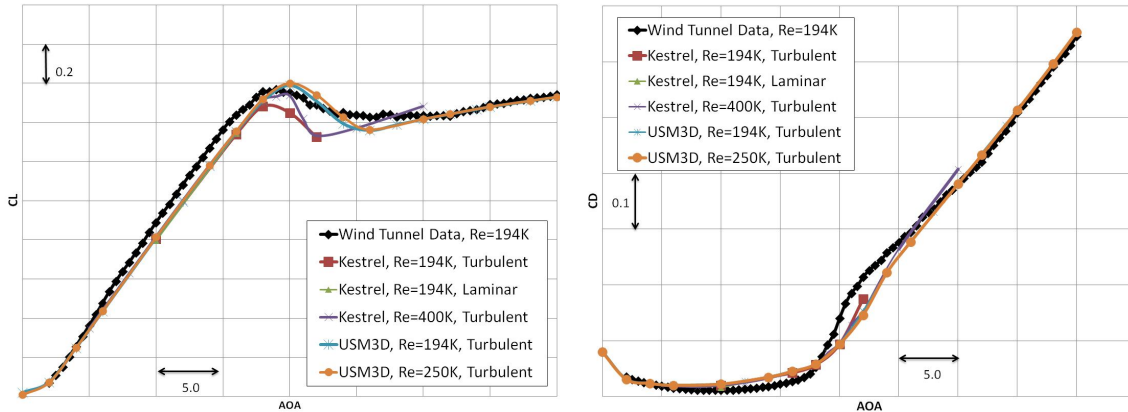 0.2
CL
Wind Tunnel Data, Re=194K
Kestrel, Re=194K, Turbulent
Kestrel, Re=194K, Laminar
Kestrel, Re=400K, Turbulent
USM3D, Re=194K, Turbulent
USM3D, Re=250K, Turbulent
5.0
AOA
Wind Tunnel Data, Re=194K
Kestrel, Re=194K, Turbulent
Kestrel, Re=194K, Laminar
Kestrel, Re=400K, Turbulent
USM3D, Re=194K, Turbulent
USM3D, Re=250K, Turbulent
CD
0.1
5.0
AOA